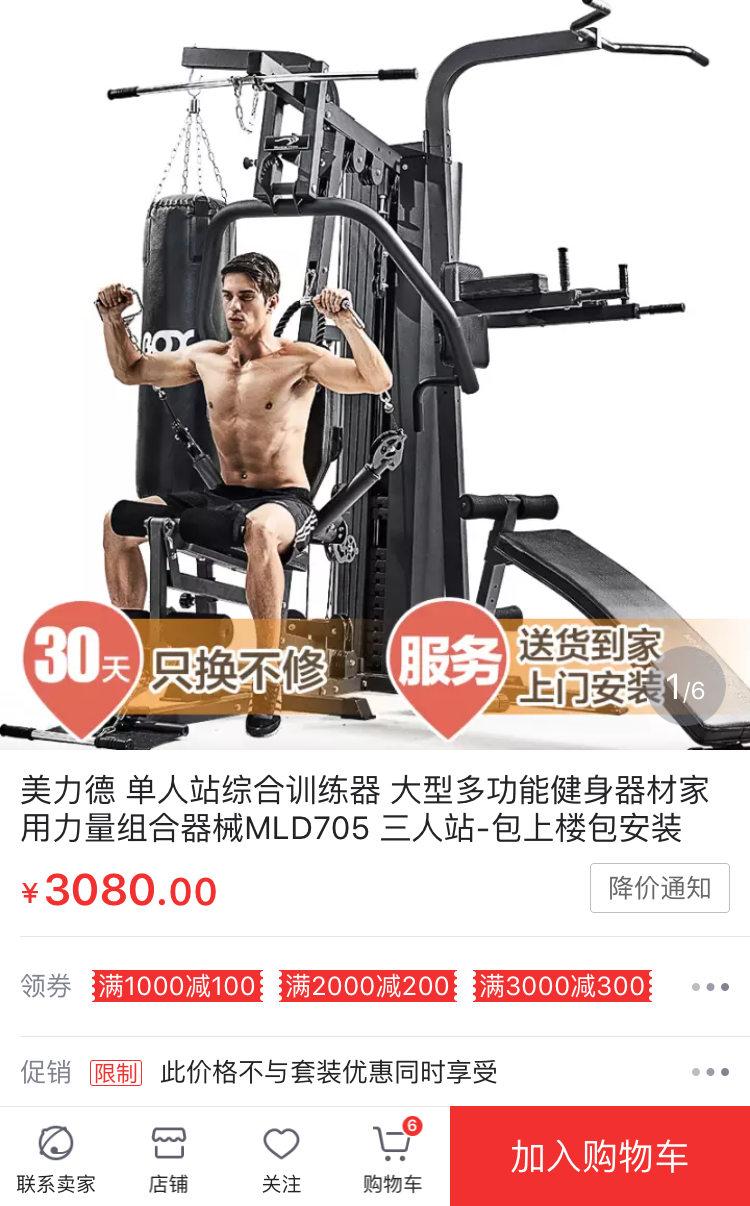 BOX
30天
只换不修
服务
送货到家
上门安装
1/6
美力德 单人站综合训练器 大型多功能健身器材家
用力量组合器械MLD705 三人站-包上楼包安装
¥3080.00
降价通知
领券
满1000减100
满2000减200
满3000减300
促销
限制
此价格不与套装优惠同时享受
联系卖家
店铺
关注
6
购物车
加入购物车